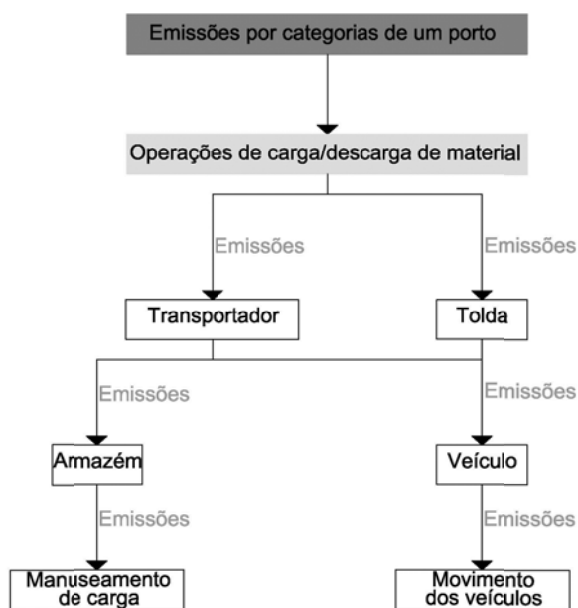 Emissões por categorias de um porto
Operações de carga/descarga de material
Emissões
Emissões
Transportador
Tolda
Emissões
Emissões
Armazém
Veículo
Emissões
Emissões
Manuseamento
de carga
Movimento
dos veículos